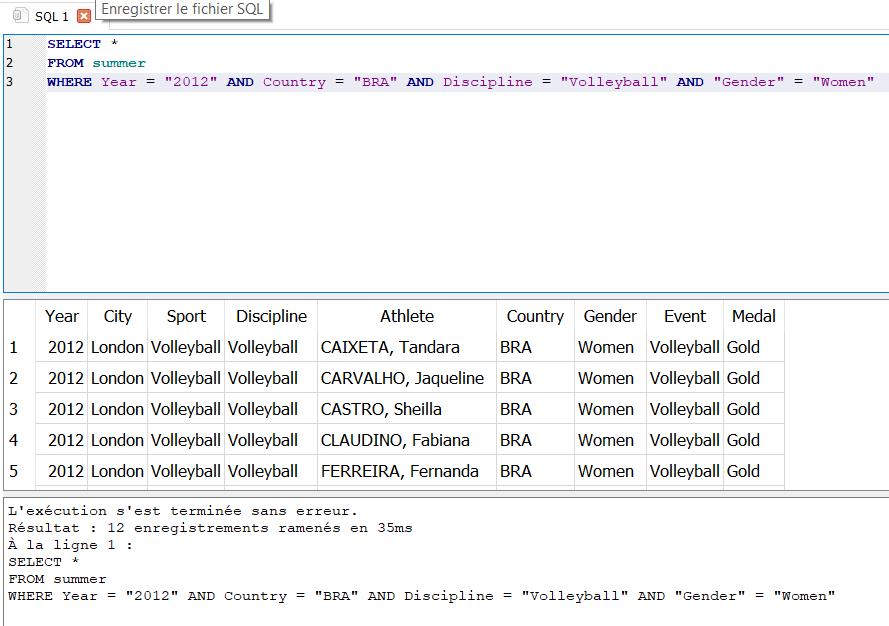 SQL 1
Enregistrer le fichier SQL
1 SELECT *
2 FROM summer
3 WHERE Year = "2012" AND Country = "BRA" AND Discipline = "Volleyball" AND "Gender" = "Women"
Year City Sport Discipline Athlete Country Gender Event Medal
1 2012 London Volleyball Volleyball CAIXETA, Tandara BRA Women Volleyball Gold
2 2012 London Volleyball Volleyball CARVALHO, Jaqueline BRA Women Volleyball Gold
3 2012 London Volleyball Volleyball CASTRO, Sheilla BRA Women Volleyball Gold
4 2012 London Volleyball Volleyball CLAUDINO, Fabiana BRA Women Volleyball Gold
5 2012 London Volleyball Volleyball FERREIRA, Fernanda BRA Women Volleyball Gold
L'exécution s'est terminée sans erreur.
Résultat : 12 enregistrements ramenés en 35ms
À la ligne 1 :
SELECT *
FROM summer
WHERE Year = "2012" AND Country = "BRA" AND Discipline = "Volleyball" AND "Gender" = "Women"